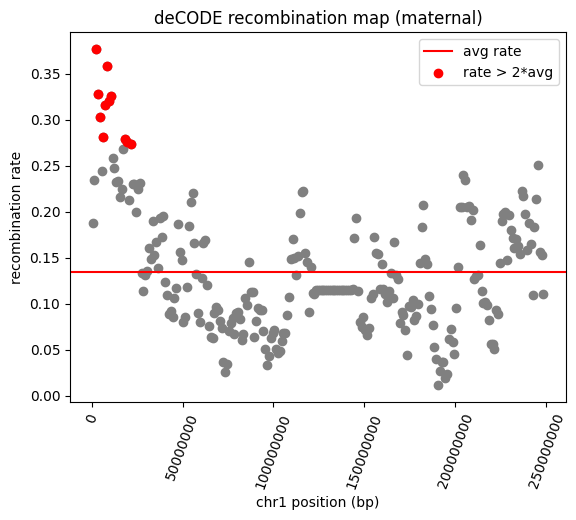 deCODE recombination map (maternal)
avg rate
rate > 2*avg
recombination rate
0.35
0.30
0.25
0.20
0.15
0.10
0.05
0.00
0
50000000
100000000
150000000
200000000
250000000
chr1 position (bp)